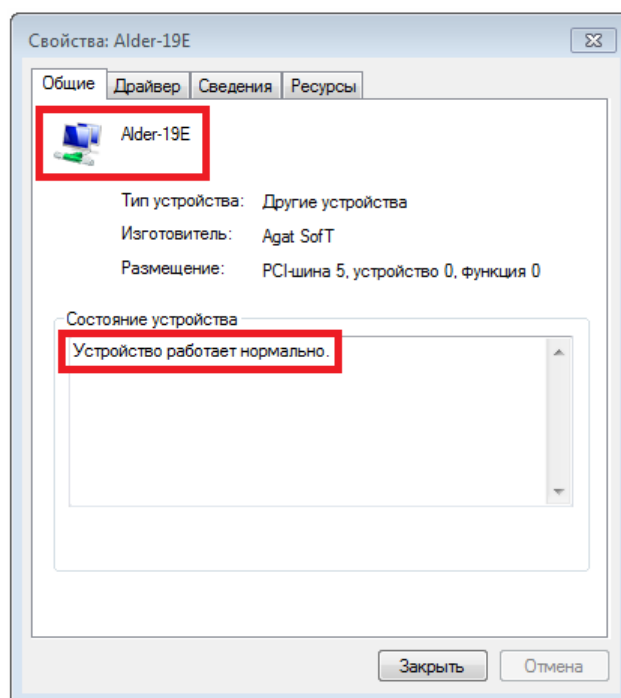 Свойства: Alder-19E
Общие Драйвер Сведения Ресурсы
Alder-19E
Тип устройства: Другие устройства
Изготовитель: Agat SofT
Размещение: PCI-шина 5, устройство 0, функция 0
Состояние устройства
Устройство работает нормально.
Закрыть Отмена